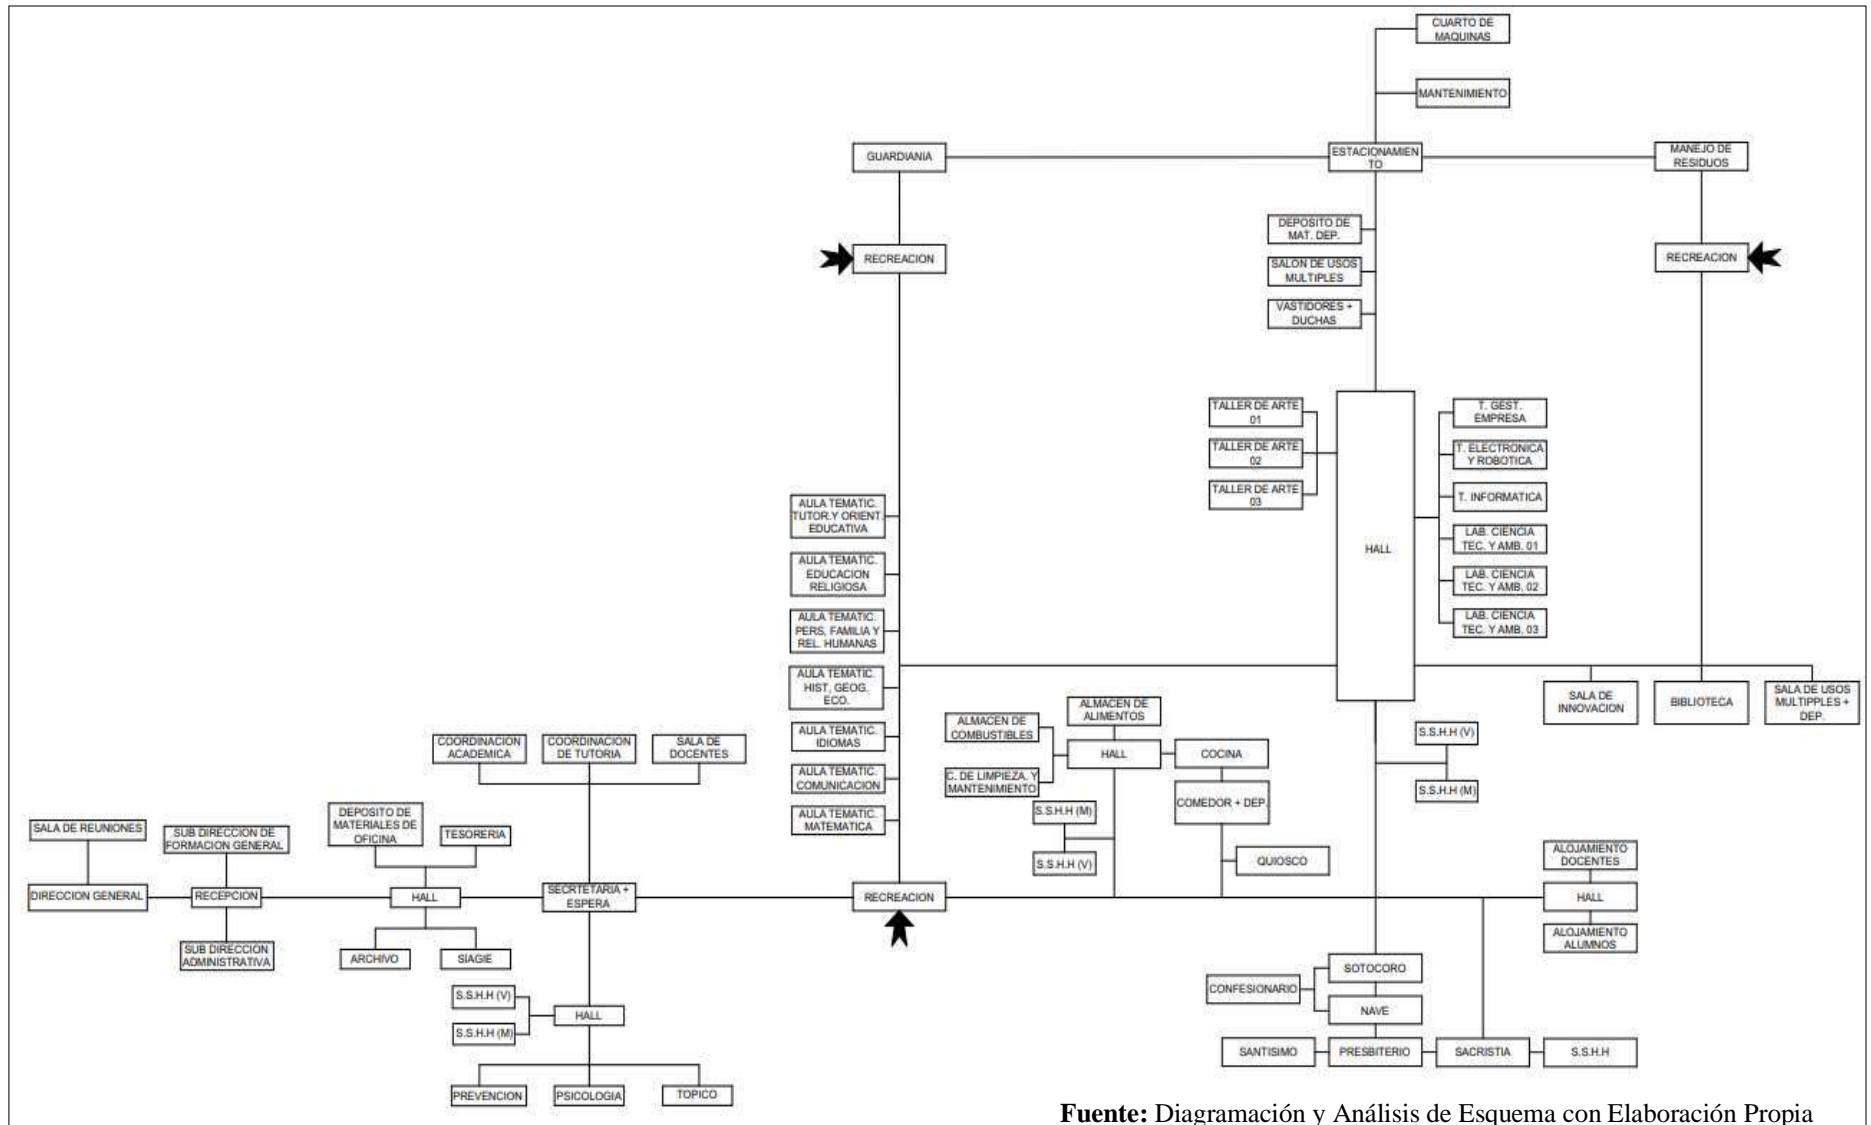 CUARTO DE
MAQUINAS
MANTENIMIENTO
GUARDIANIA
ESTACIONAMIEN
TO
MANEJO DE
RESIDUOS
DEPOSITO DE
MAT. DEP.
RECREACION
SALON DE USOS
MULTIPLES
RECREACION
VASTIDORES +
DUCHAS
TALLER DE ARTE
01
TALLER DE ARTE
02
TALLER DE ARTE
03
HALL
T. GEST.
EMPRESA
T. ELECTRONICA
Y ROBOTICA
T. INFORMATICA
LAB. CIENCIA
TEC. Y AMB. 01
LAB. CIENCIA
TEC. Y AMB. 02
LAB. CIENCIA
TEC. Y AMB. 03
AULA TEMATIC.
TUTOR.Y ORIENT.
EDUCATIVA
AULA TEMATIC.
EDUCACION
RELIGIOSA
AULA TEMATIC.
PERS, FAMILIA Y
REL. HUMANAS
AULA TEMATIC.
HIST, GEOG.
ECO.
AULA TEMATIC.
IDIOMAS
AULA TEMATIC.
COMUNICACION
AULA TEMATIC.
MATEMATICA
SALA DE
INNOVACION
BIBLIOTECA
SALA DE USOS
MULTIPPLES +
DEP.
ALMACEN DE
ALIMENTOS
ALMACEN DE
COMBUSTIBLES
HALL
COCINA
C. DE LIMPIEZA. Y
MANTENIMIENTO
COMEDOR + DEP.
S.S.H.H (M)
S.S.H.H (V)
QUIOSCO
S.S.H.H (V)
S.S.H.H (M)
COORDINACION
ACADEMICA
COORDINACION
DE TUTORIA
SALA DE
DOCENTES
SALA DE REUNIONES
SUB DIRECCION DE
FORMACION GENERAL
DEPOSITO DE
MATERIALES DE
OFICINA
TESORERIA
DIRECCION GENERAL
RECEPCION
HALL
SECRTETARIA +
ESPERA
RECREACION
ALOJAMIENTO
DOCENTES
HALL
ALOJAMIENTO
ALUMNOS
SUB DIRECCION
ADMINISTRATIVA
ARCHIVO
SIAGIE
S.S.H.H (V)
S.S.H.H (M)
HALL
PREVENCION
PSICOLOGIA
TOPICO
SOTOCORO
CONFESIONARIO
NAVE
SANTISIMO
PRESBITERIO
SACRISTIA
S.S.H.H
Fuente: Diagramación y Análisis de Esquema con Elaboración Propia